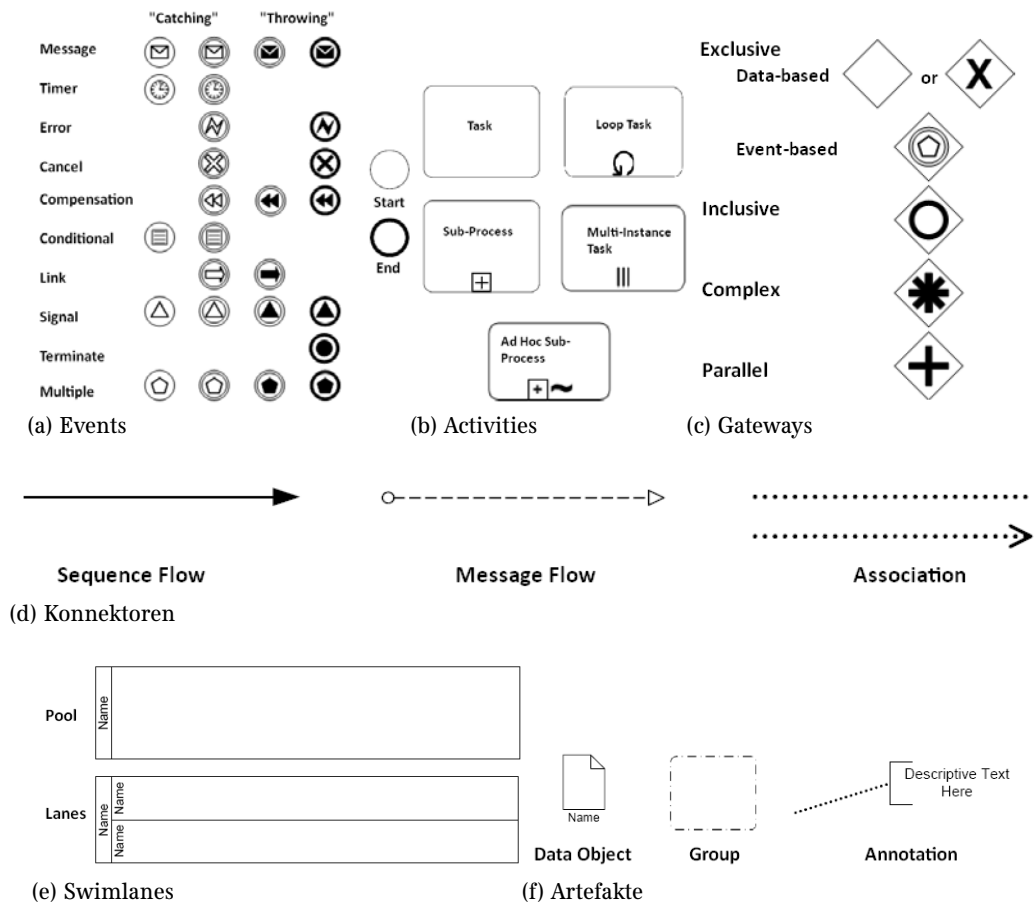 "Catching" "Throwing"
Message
Timer
Error
Cancel
Compensation
Conditional
Link
Signal
Terminate
Multiple
Start
End
(a) Events
Task
Loop Task
Sub-Process
Multi-Instance
Task
Ad Hoc Sub-
Process
(b) Activities
Exclusive
Data-based or X
Event-based
Inclusive
Complex
Parallel
(c) Gateways
Sequence Flow
Message Flow
Association
(d) Konnektoren
Pool
Name
Lanes
Name
Name
Name
(e) Swimlanes
Name
Data Object
Group
Descriptive Text
Here
Annotation
(f) Artefakte